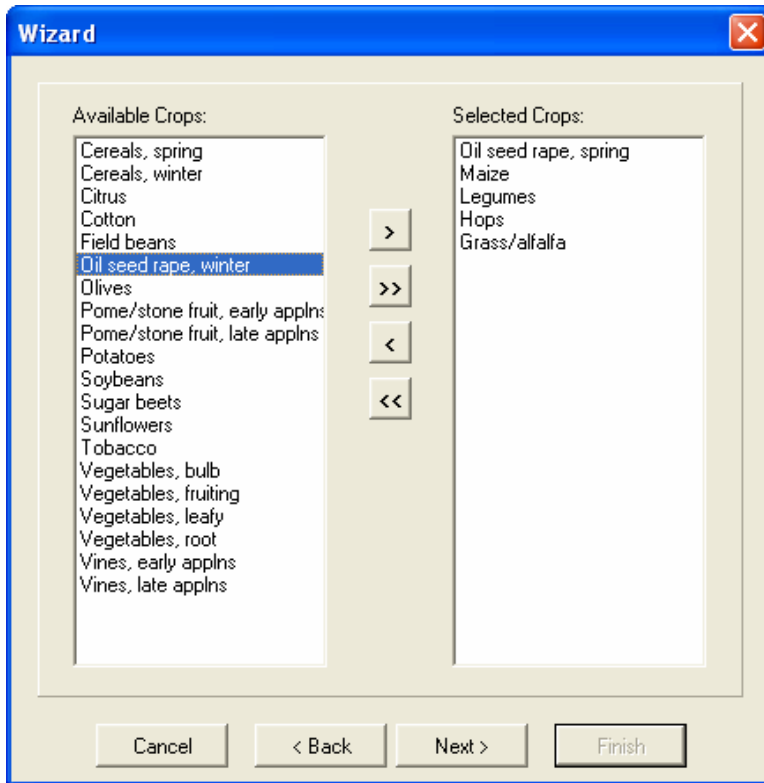 Wizard
Available Crops:
Cereals, spring
Cereals, winter
Citrus
Cotton
Field beans
Oil seed rape, winter
Olives
Pome/stone fruit, early applns
Pome/stone fruit, late applns
Potatoes
Soybeans
Sugar beets
Sunflowers
Tobacco
Vegetables, bulb
Vegetables, fruiting
Vegetables, leafy
Vegetables, root
Vines, early applns
Vines, late applns
>
>>
<
<<
Selected Crops:
Oil seed rape, spring
Maize
Legumes
Hops
Grass/alfalfa
Cancel
< Back
Next >
Finish